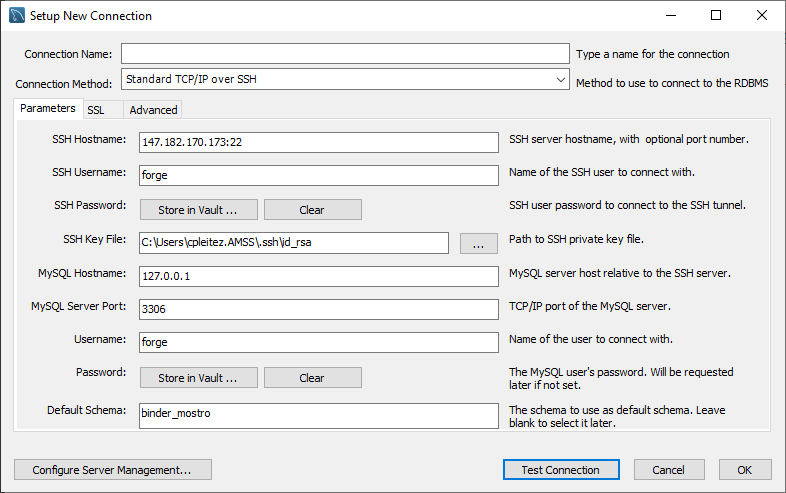 Setup New Connection
Connection Name: Type a name for the connection
Connection Method: Standard TCP/IP over SSH Method to use to connect to the RDBMS
Parameters SSL Advanced
SSH Hostname: 147.182.170.173:22 SSH server hostname, with optional port number.
SSH Username: forge Name of the SSH user to connect with.
SSH Password: Store in Vault ... Clear SSH user password to connect to the SSH tunnel.
SSH Key File: C:\Users\cpleitez.AMSS\.ssh\id_rsa ... Path to SSH private key file.
MySQL Hostname: 127.0.0.1 MySQL server host relative to the SSH server.
MySQL Server Port: 3306 TCP/IP port of the MySQL server.
Username: forge Name of the user to connect with.
Password: Store in Vault ... Clear The MySQL user's password. Will be requested
later if not set.
Default Schema: binder_mostro The schema to use as default schema. Leave
blank to select it later.
Configure Server Management... Test Connection Cancel OK